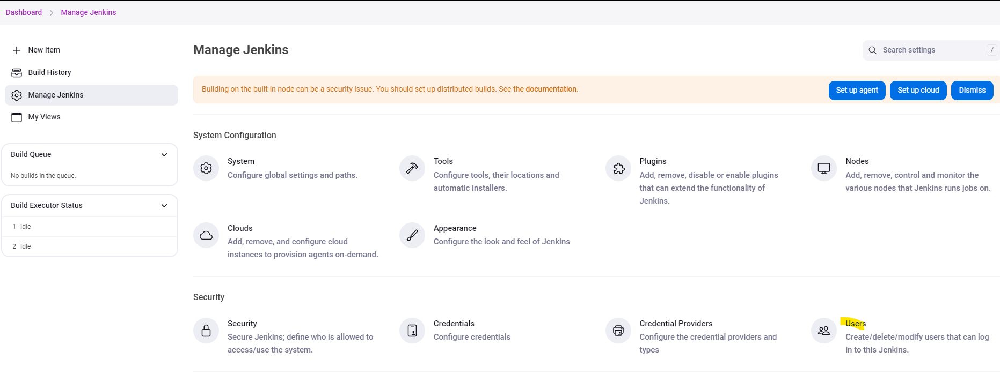 Dashboard > Manage Jenkins
New Item
Build History
Manage Jenkins
My Views
Build Queue
No builds in the queue.
Build Executor Status
1 Idle
2 Idle
Manage Jenkins
Search settings /
Building on the built-in node can be a security issue. You should set up distributed builds. See the documentation.
Set up agent
Set up cloud
Dismiss
System Configuration
System
Configure global settings and paths.
Tools
Configure tools, their locations and
automatic installers.
Plugins
Add, remove, disable or enable plugins
that can extend the functionality of
Jenkins.
Nodes
Add, remove, control and monitor the
various nodes that Jenkins runs jobs on.
Clouds
Add, remove, and configure cloud
instances to provision agents on-demand.
Appearance
Configure the look and feel of Jenkins
Security
Security
Secure Jenkins; define who is allowed to
access/use the system.
Credentials
Configure credentials
Credential Providers
Configure the credential providers and
types
Users
Create/delete/modify users that can log
in to this Jenkins.